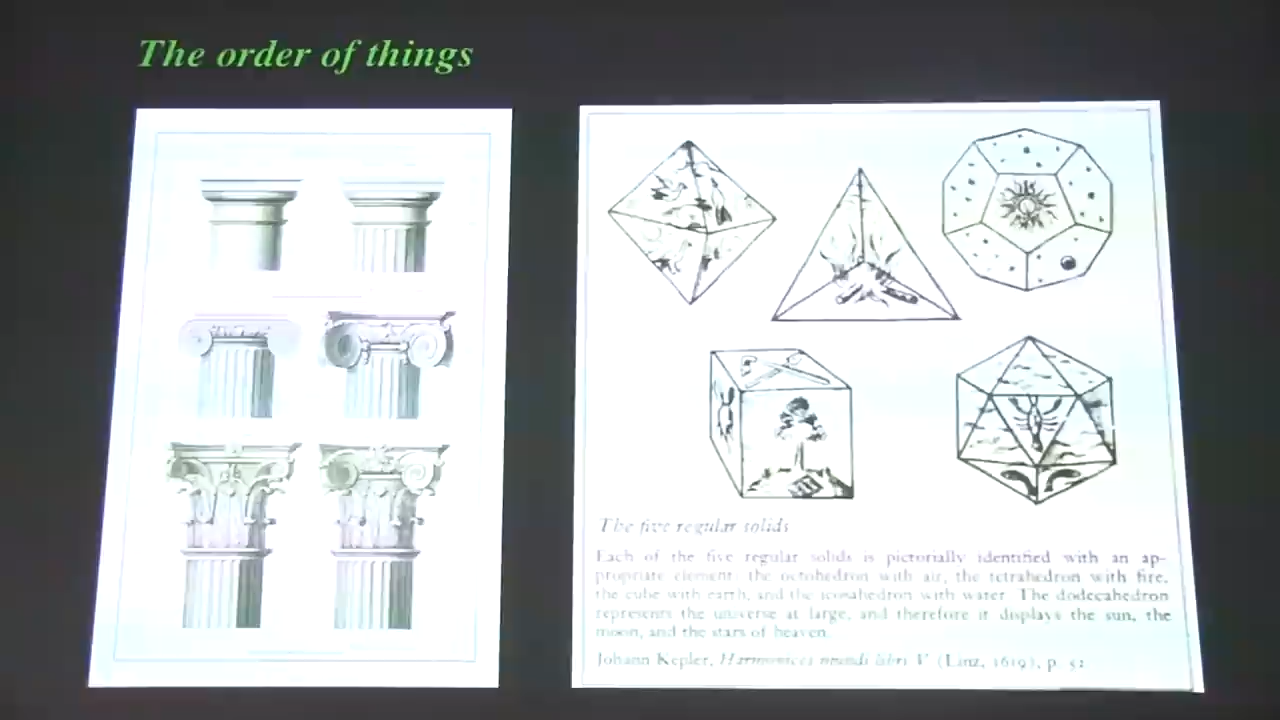 The order of things
The five regular solids
Each of the five regular solids is pictorially identified with an ap-
propriate element: the octohedron with air, the tetrahedron with fire,
the cube with earth, and the icosahedron with water. The dodecahedron
represents the universe at large, and therefore it displays the sun, the
moon, and the stars of heaven.
Johann Kepler, Harmonices mundi libri V (Linz, 1619), p. 52